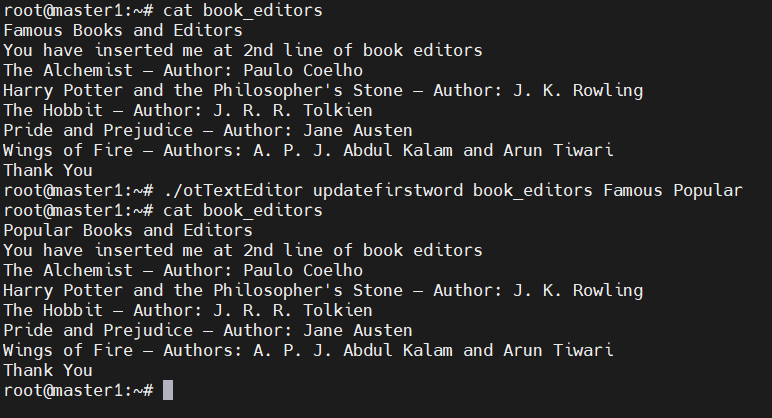 root@master1:~# cat book_editors
Famous Books and Editors
You have inserted me at 2nd line of book editors
The Alchemist – Author: Paulo Coelho
Harry Potter and the Philosopher's Stone – Author: J. K. Rowling
The Hobbit – Author: J. R. R. Tolkien
Pride and Prejudice – Author: Jane Austen
Wings of Fire – Authors: A. P. J. Abdul Kalam and Arun Tiwari
Thank You
root@master1:~# ./otTextEditor updatefirstword book_editors Famous Popular
root@master1:~# cat book_editors
Popular Books and Editors
You have inserted me at 2nd line of book editors
The Alchemist – Author: Paulo Coelho
Harry Potter and the Philosopher's Stone – Author: J. K. Rowling
The Hobbit – Author: J. R. R. Tolkien
Pride and Prejudice – Author: Jane Austen
Wings of Fire – Authors: A. P. J. Abdul Kalam and Arun Tiwari
Thank You
root@master1:~#